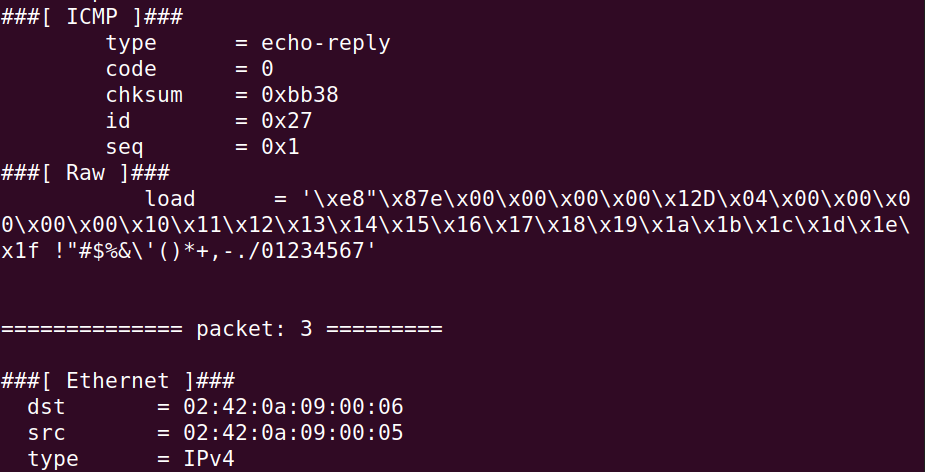 ###[ ICMP ]###
        type      = echo-reply
        code      = 0
        chksum    = 0xbb38
        id        = 0x27
        seq       = 0x1
###[ Raw ]###
           load      = '\xe8"\x87e\x00\x00\x00\x00\x12D\x04\x00\x00\x0
0\x00\x00\x10\x11\x12\x13\x14\x15\x16\x17\x18\x19\x1a\x1b\x1c\x1d\x1e\
x1f !"#$%&\'()*+,-./01234567'
============== packet: 3 =========
###[ Ethernet ]###
  dst       = 02:42:0a:09:00:06
  src       = 02:42:0a:09:00:05
  type      = IPv4